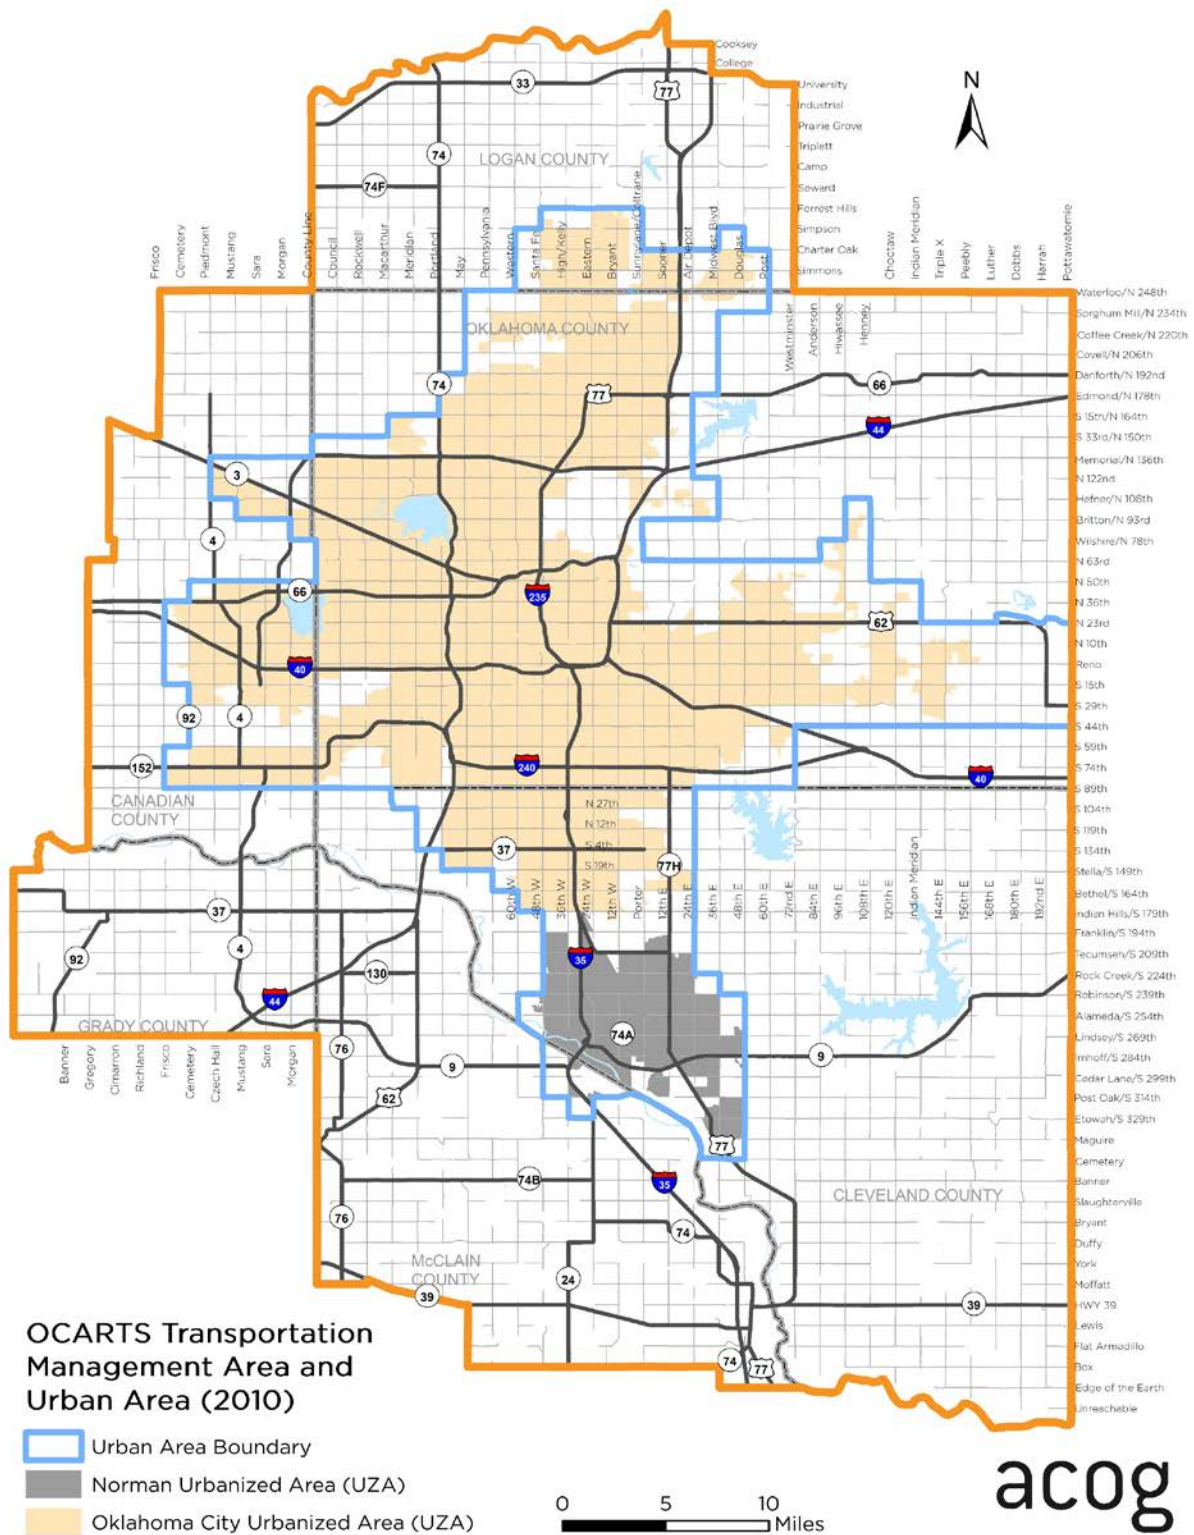 Cooksey
College
University
Industrial
Prairie Grove
Triplett
Camp
Seward
Forrest Hills
Simpson
Charter Oak
Simmons
N
33
77
74
LOGAN COUNTY
74F
Frisco
Cemetery
Piedmont
Mustang
Sara
Morgan
County Line
Council
Rockwell
Macarthur
Meridian
Portland
May
Pennsylvania
Western
Santa Fe
High/Kelly
Eastern
Bryant
Sunnylane/Coltrane
Sooner
Air Depot
Midwest Blvd
Douglas
Post
Westminster
Anderson
Hiwassee
Henney
Choctaw
Indian Meridian
Triple X
Peebly
Luther
Dobbs
Harrah
Pottawatomie
Waterloo/N 248th
Sorghum Mill/N 234th
Coffee Creek/N 220th
Covell/N 206th
Danforth/N 192nd
Edmond/N 178th
S 15th/N 164th
S 33rd/N 150th
Memorial/N 136th
N 122nd
Hefner/N 108th
Britton/N 93rd
Wilshire/N 78th
N 63rd
N 50th
N 36th
N 23rd
N 10th
Reno
S 15th
S 29th
S 44th
S 59th
S 74th
S 89th
S 104th
S 119th
S 134th
Stella/S 149th
Bethel/S 164th
Indian Hills/S 179th
Franklin/S 194th
Tecumseh/S 209th
Rock Creek/S 224th
Robinson/S 239th
Alameda/S 254th
Lindsey/S 269th
Imhoff/S 284th
Cedar Lane/S 299th
Post Oak/S 314th
Etowah/S 329th
Maguire
Cemetery
Banner
Slaughterville
Bryant
Duffy
York
Moffatt
HWY 39
Lewis
Flat Armadillo
Box
Edge of the Earth
Unreachable
OKLAHOMA COUNTY
74
77
66
44
3
4
66
235
62
40
92
4
152
240
40
CANADIAN
COUNTY
N 27th
N 12th
S 4th
S 19th
37
77H
60th W
48th W
36th W
24th W
12th W
Porter
12th E
24th E
36th E
48th E
60th E
72nd E
84th E
96th E
108th E
120th E
Indian Meridian
144th E
156th E
168th E
180th E
192nd E
37
4
92
130
44
35
74A
GRADY COUNTY
Banner
Gregory
Cimarron
Richland
Frisco
Cemetery
Czech Hall
Mustang
Sara
Morgan
76
9
9
62
77
74B
35
CLEVELAND COUNTY
76
74
McCLAIN
COUNTY
24
39
39
74
77
OCARTS Transportation
Management Area and
Urban Area (2010)
Urban Area Boundary
Norman Urbanized Area (UZA)
Oklahoma City Urbanized Area (UZA)
0 5 10
Miles
acog